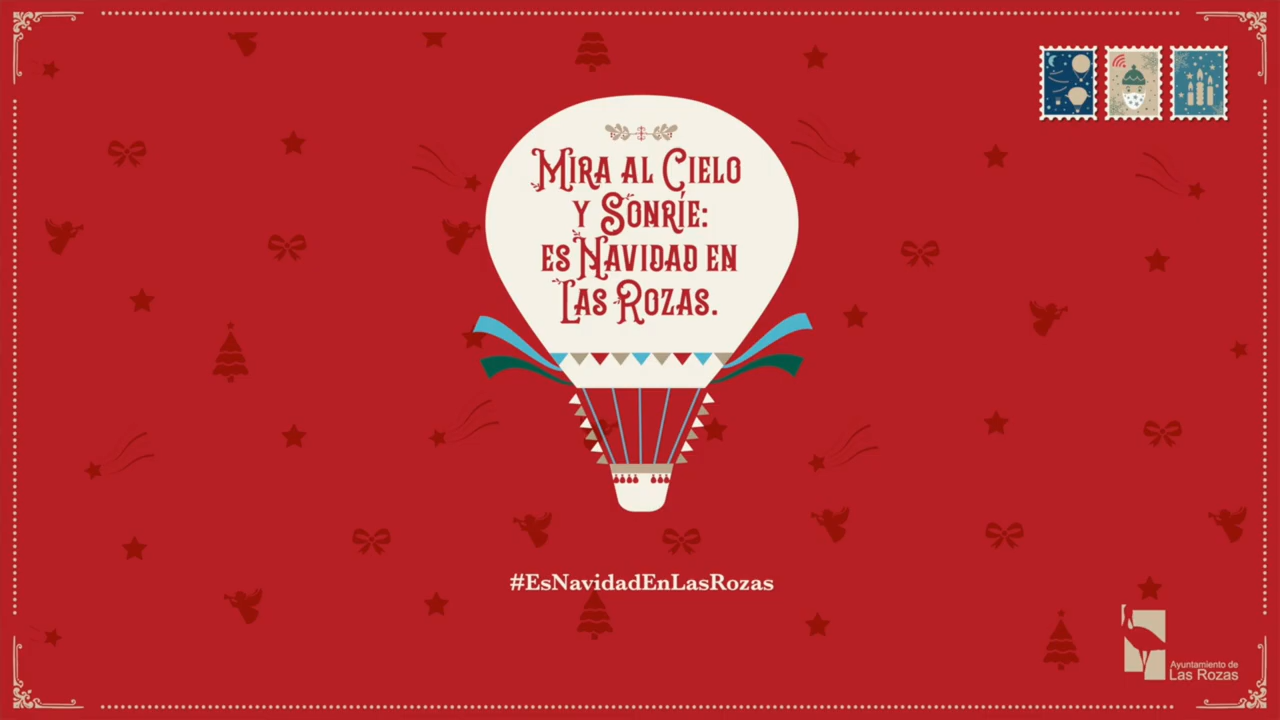 Mira al Cielo
y Sonríe:
es Navidad en
Las Rozas.
#EsNavidadEnLasRozas
Ayuntamiento de
Las Rozas